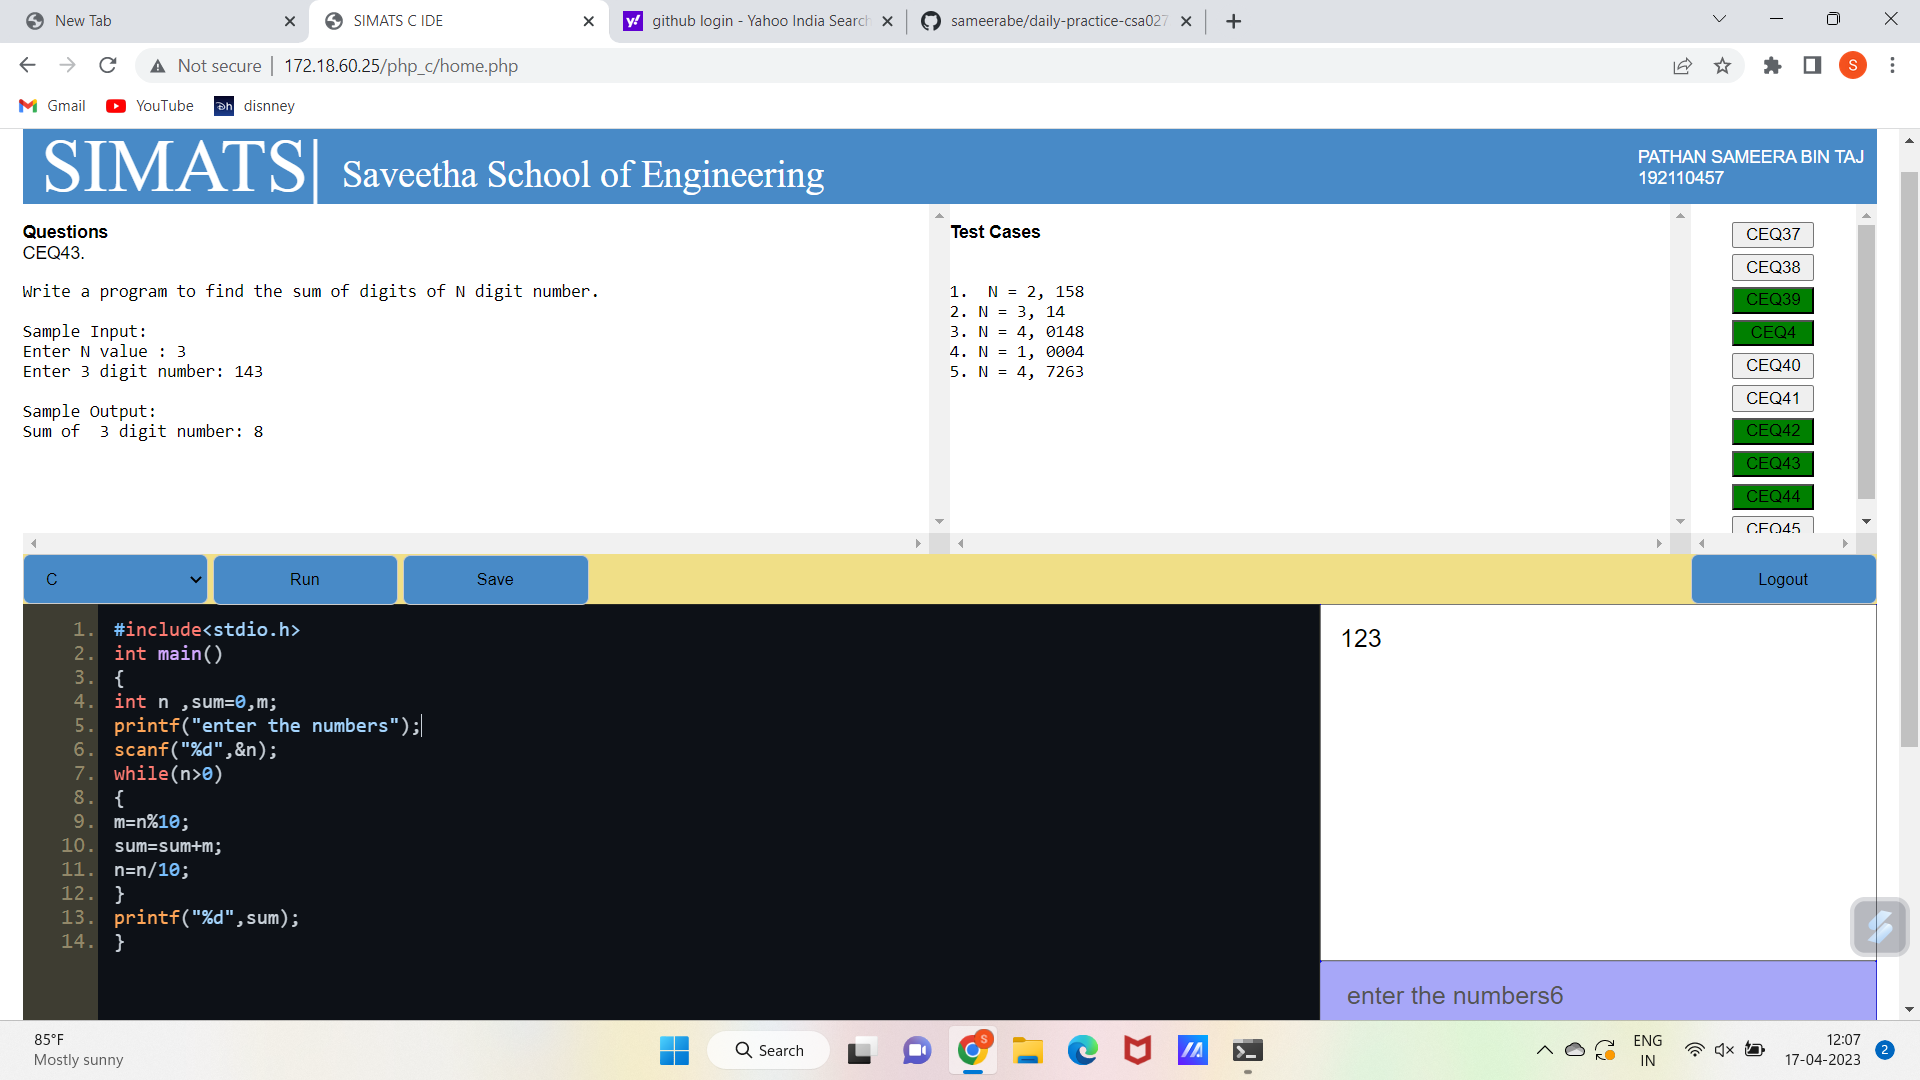 New Tab
SIMATS C IDE
github login - Yahoo India Search
sameerabe/daily-practice-csa027
Not secure
172.18.60.25/php_c/home.php
S
Gmail
YouTube
disnney
SIMATS
Saveetha School of Engineering
PATHAN SAMEERA BIN TAJ
192110457
Questions
CEQ43.
Write a program to find the sum of digits of N digit number.
Sample Input:
Enter N value : 3
Enter 3 digit number: 143
Sample Output:
Sum of  3 digit number: 8
Test Cases
1.  N = 2, 158
2. N = 3, 14
3. N = 4, 0148
4. N = 1, 0004
5. N = 4, 7263
CEQ37
CEQ38
CEQ39
CEQ4
CEQ40
CEQ41
CEQ42
CEQ43
CEQ44
CEQ45
C
Run
Save
Logout
1. #include<stdio.h>
2. int main()
3. {
4. int n ,sum=0,m;
5. printf("enter the numbers");
6. scanf("%d",&n);
7. while(n>0)
8. {
9. m=n%10;
10. sum=sum+m;
11. n=n/10;
12. }
13. printf("%d",sum);
14. }
123
enter the numbers6
85°F
Mostly sunny
Search
S
ENG
IN
12:07
17-04-2023
2